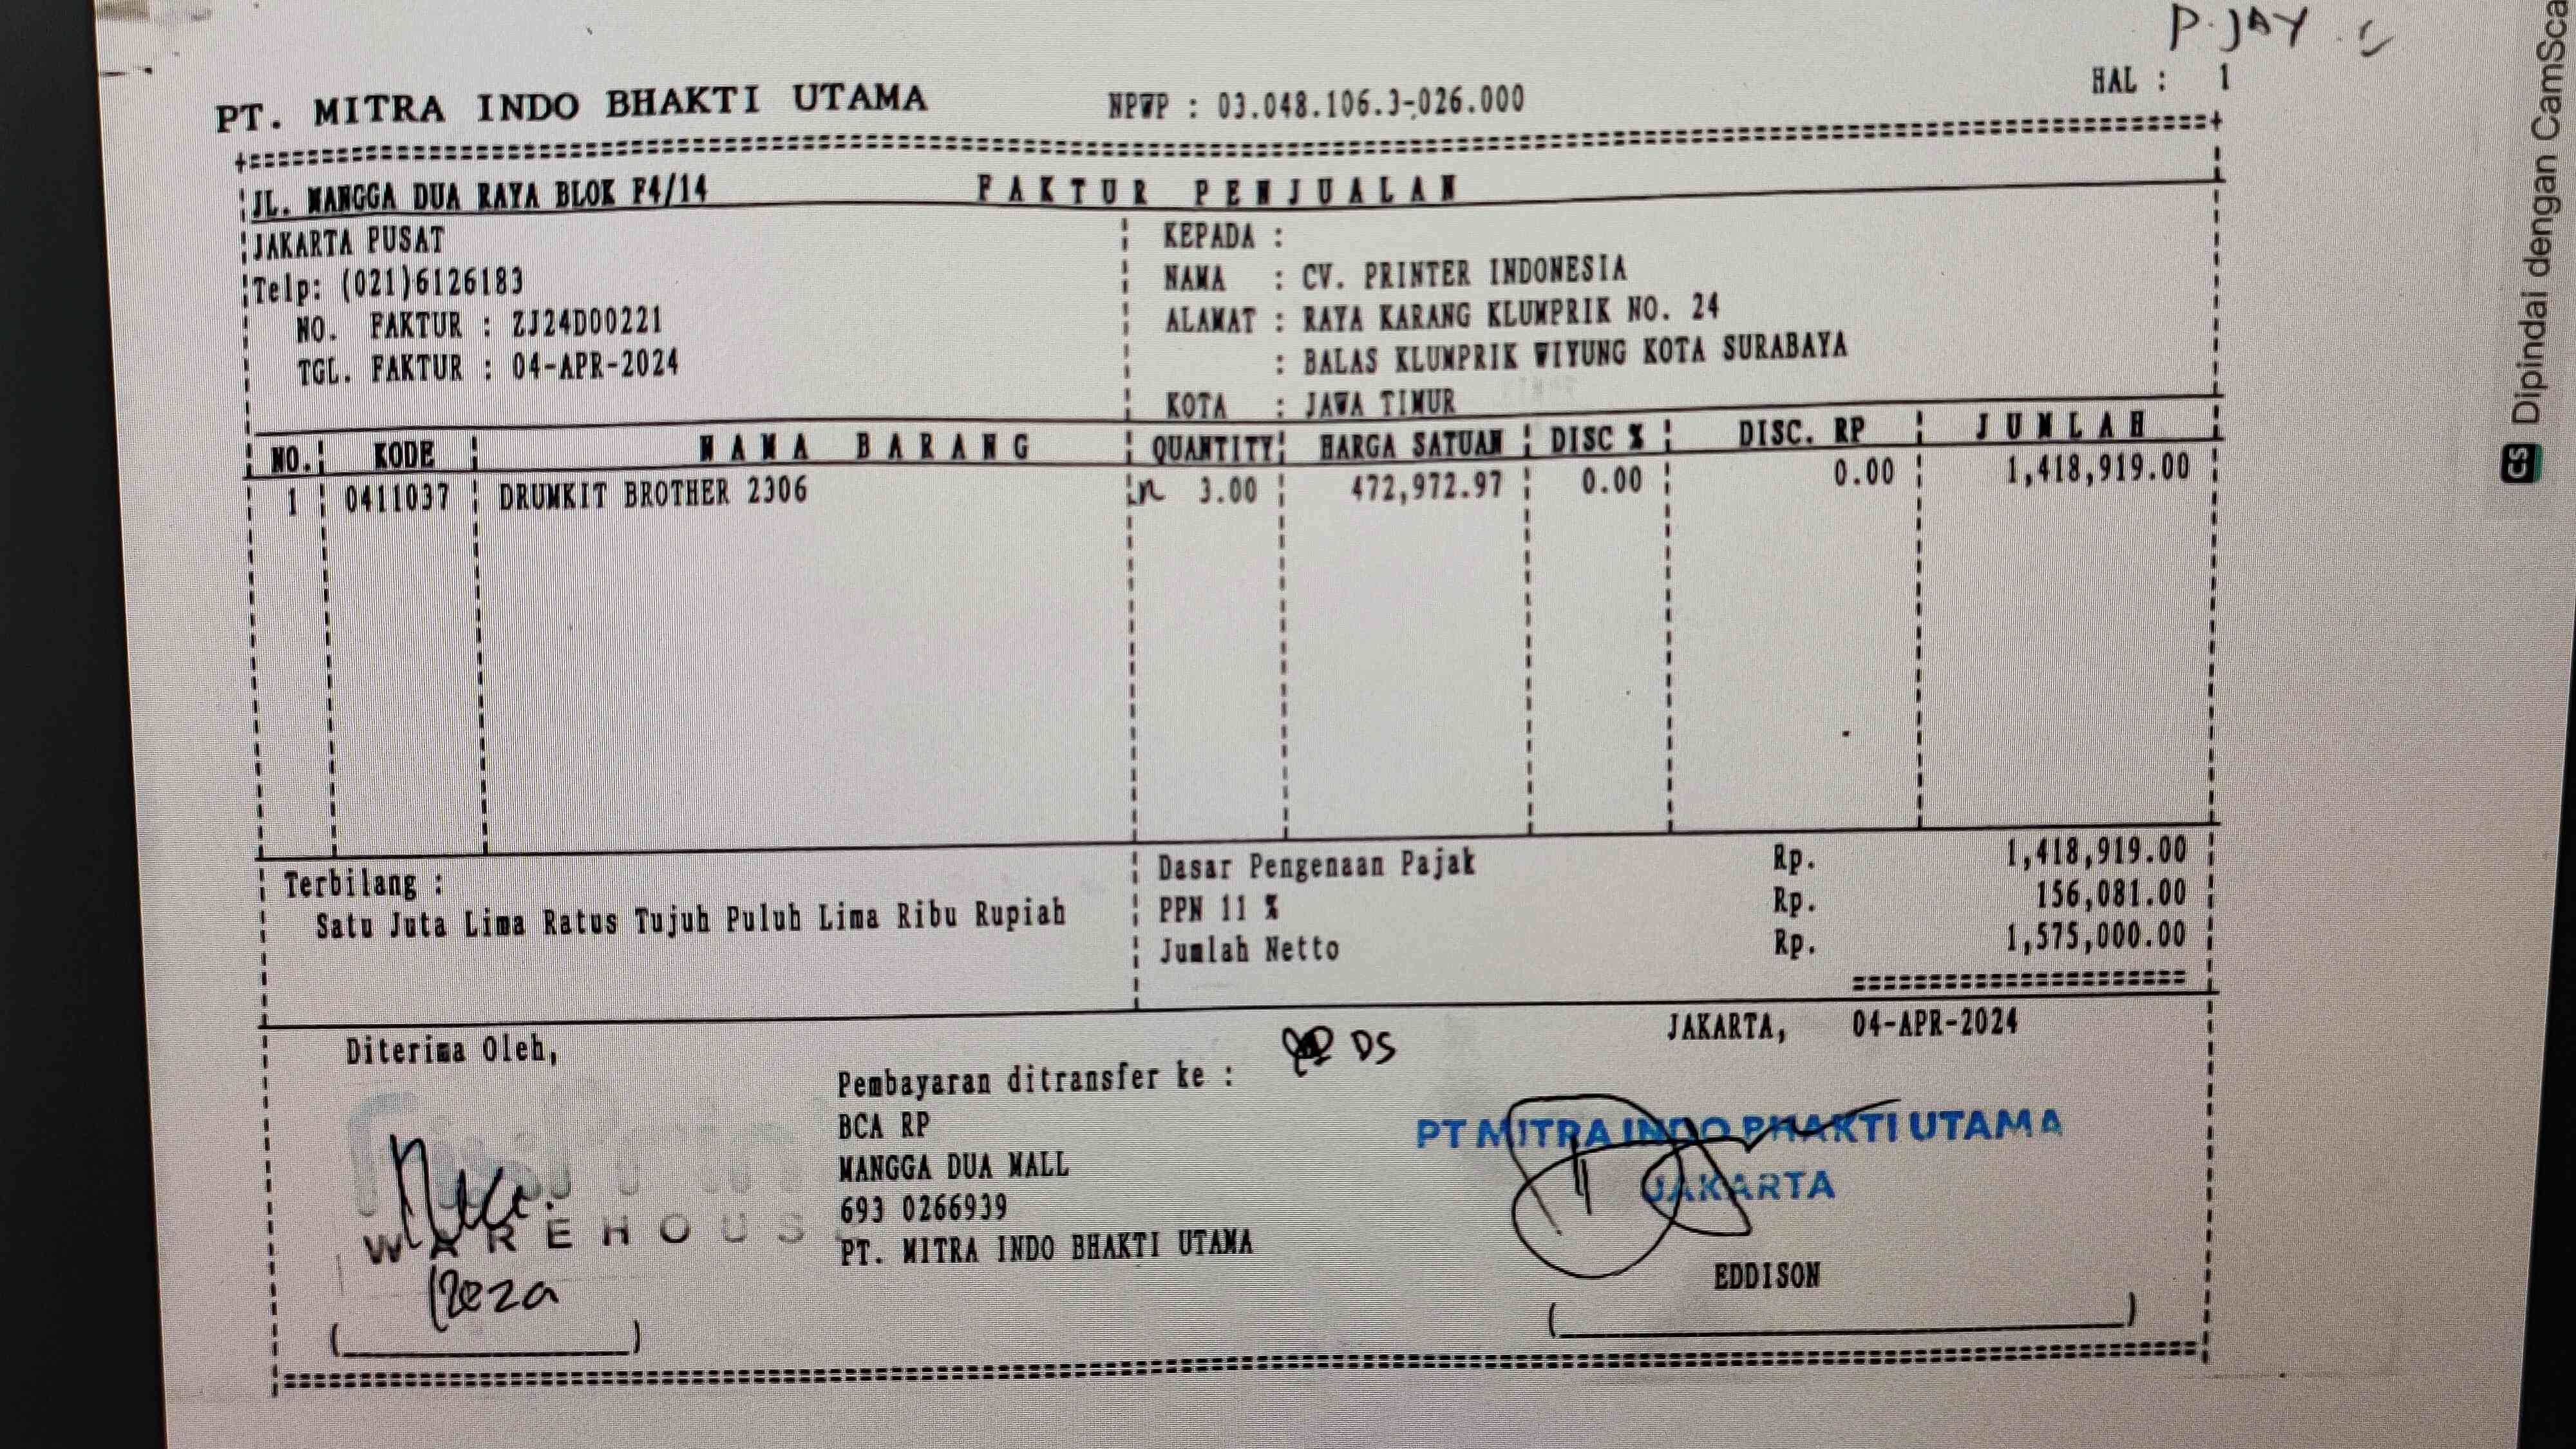 P. JAY
HAL : 1
PT. MITRA INDO BHAKTI UTAMA NPWP : 03.048.106.3-026.000
JL. MANGGA DUA RAYA BLOK F4/14 FAKTUR PENJUALAN
JAKARTA PUSAT
Telp: (021)6126183
NO. FAKTUR : ZJ24D00221
TGL. FAKTUR : 04-APR-2024
KEPADA :
NAMA : CV. PRINTER INDONESIA
ALAMAT : RAYA KARANG KLUMPRIK NO. 24
: BALAS KLUMPRIK WIYUNG KOTA SURABAYA
KOTA : JAWA TIMUR
NO. KODE NAMA BARANG QUANTITY HARGA SATUAN DISC % DISC. RP JUMLAH
1 0411037 DRUMKIT BROTHER 2306 3.00 472,972.97 0.00 0.00 1,418,919.00
Terbilang :
Satu Juta Lima Ratus Tujuh Puluh Lima Ribu Rupiah
Dasar Pengenaan Pajak Rp. 1,418,919.00
PPN 11 % Rp. 156,081.00
Jumlah Netto Rp. 1,575,000.00
JAKARTA, 04-APR-2024
Diterima Oleh,
DS
Pembayaran ditransfer ke :
BCA RP
MANGGA DUA MALL
693 0266939
PT. MITRA INDO BHAKTI UTAMA
WAREHOUS
Reza
PT MITRA INDO BHAKTI UTAMA
JAKARTA
EDDISON
CS Dipindai dengan CamSca